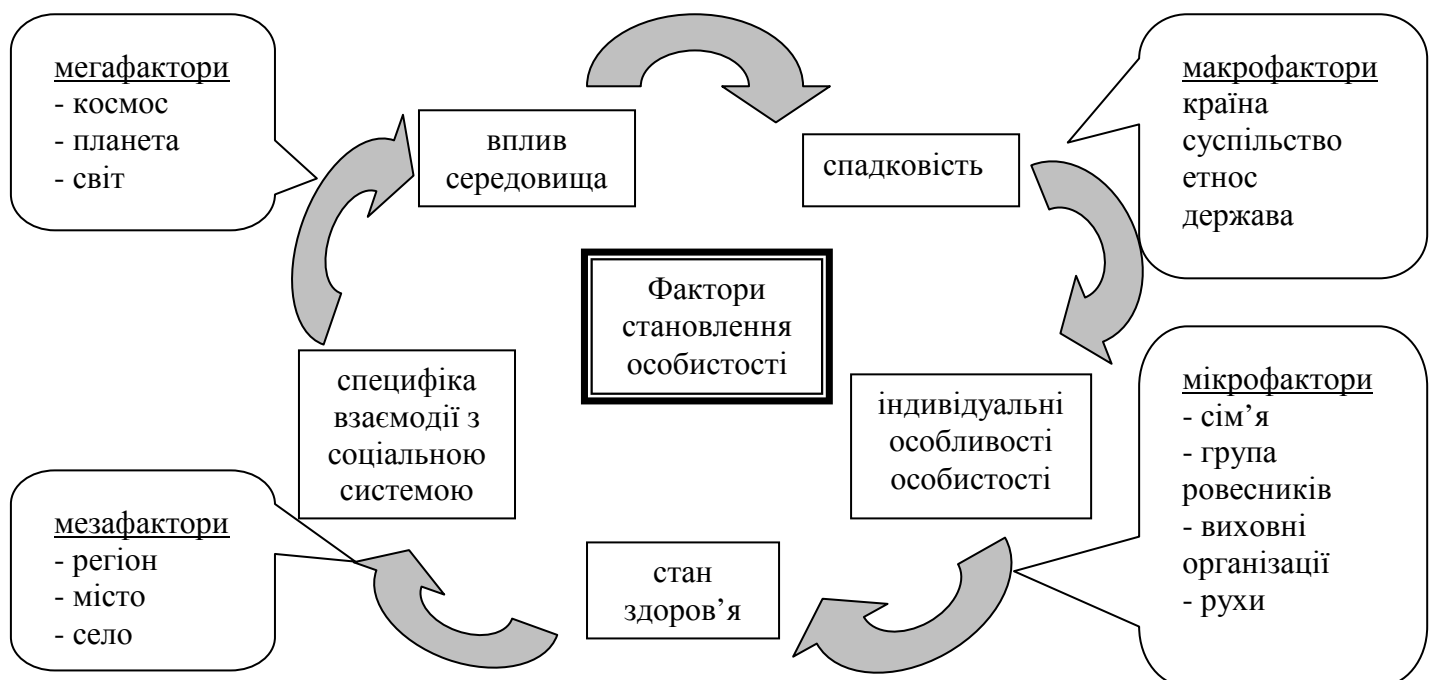 мегафактори
- космос
- планета
- світ
вплив
середовища
спадковість
макрофактори
країна
суспільство
етнос
держава
Фактори
становлення
особистості
специфіка
взаємодії з
соціальною
системою
індивідуальні
особливості
особистості
мікрофактори
- сім’я
- група
ровесників
- виховні
організації
- рухи
мезафактори
- регіон
- місто
- село
стан
здоров’я